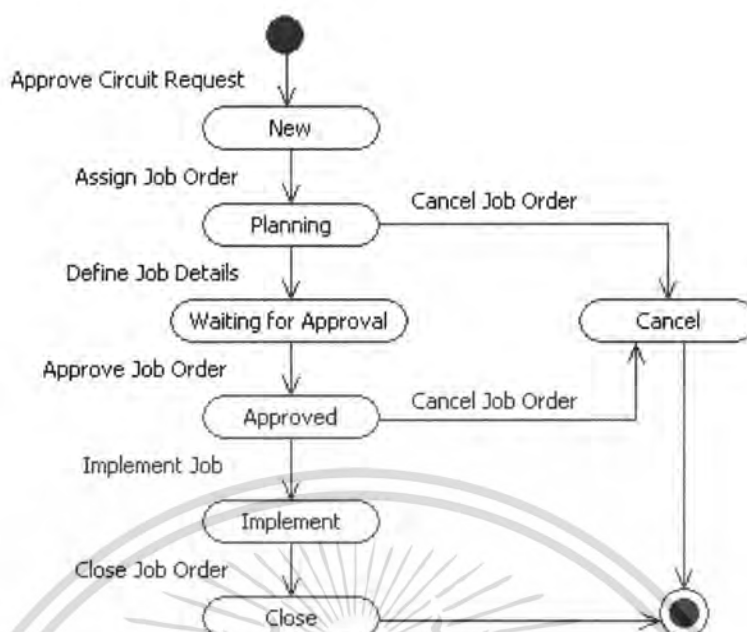 Approve Circuit Request
New
Assign Job Order
Cancel Job Order
Planning
Define Job Details
Waiting for Approval
Cancel
Approve Job Order
Cancel Job Order
Approved
Implement Job
Implement
Close Job Order
Close